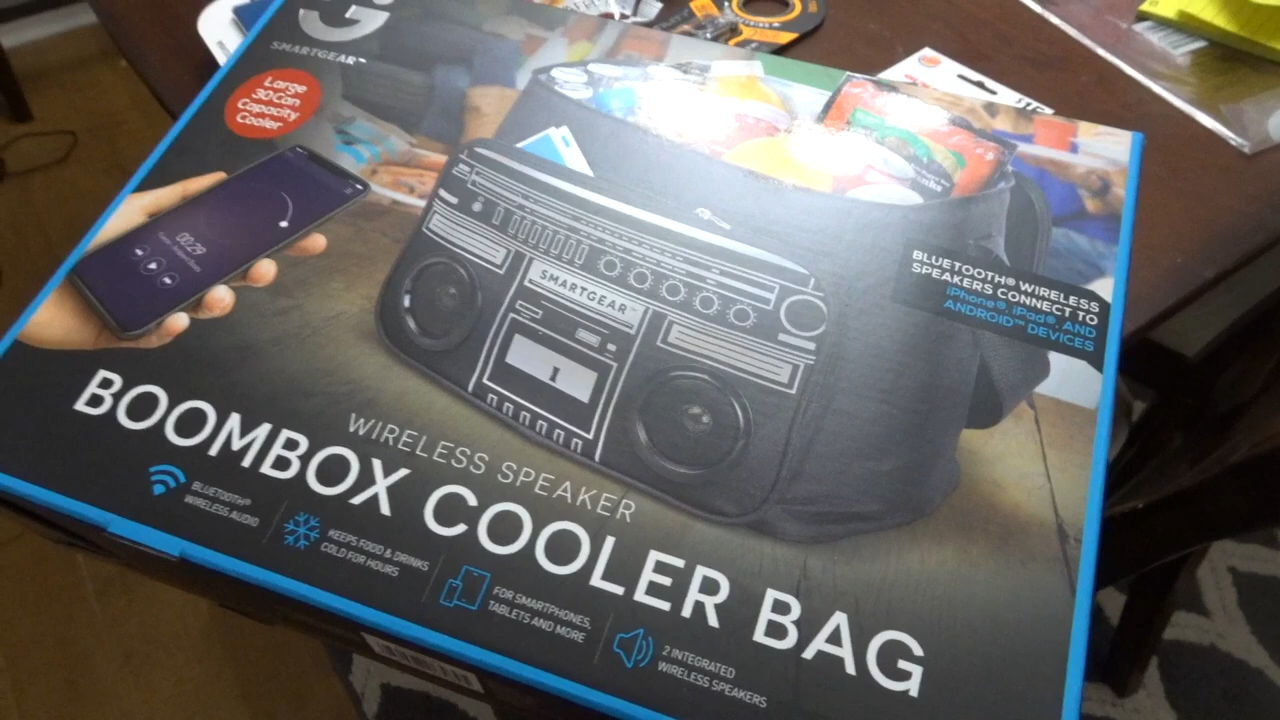 SMARTGEAR™
Large
30 Can
Capacity
Cooler
00:29
SMARTGEAR™
BLUETOOTH® WIRELESS
SPEAKERS CONNECT TO
iPhone®, iPad®, AND
ANDROID™ DEVICES
WIRELESS SPEAKER
BOOMBOX COOLER BAG
BLUETOOTH®
WIRELESS AUDIO
KEEPS FOOD & DRINKS
COLD FOR HOURS
FOR SMARTPHONES,
TABLETS AND MORE
2 INTEGRATED
WIRELESS SPEAKERS